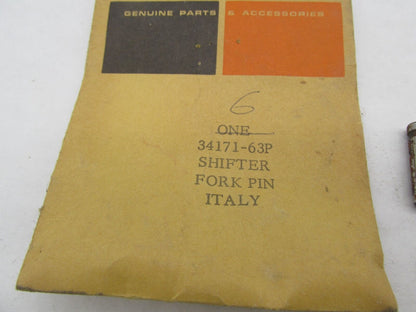 GENUINE PARTS & ACCESSORIES
6
ONE
34171-63P
SHIFTER
FORK PIN
ITALY